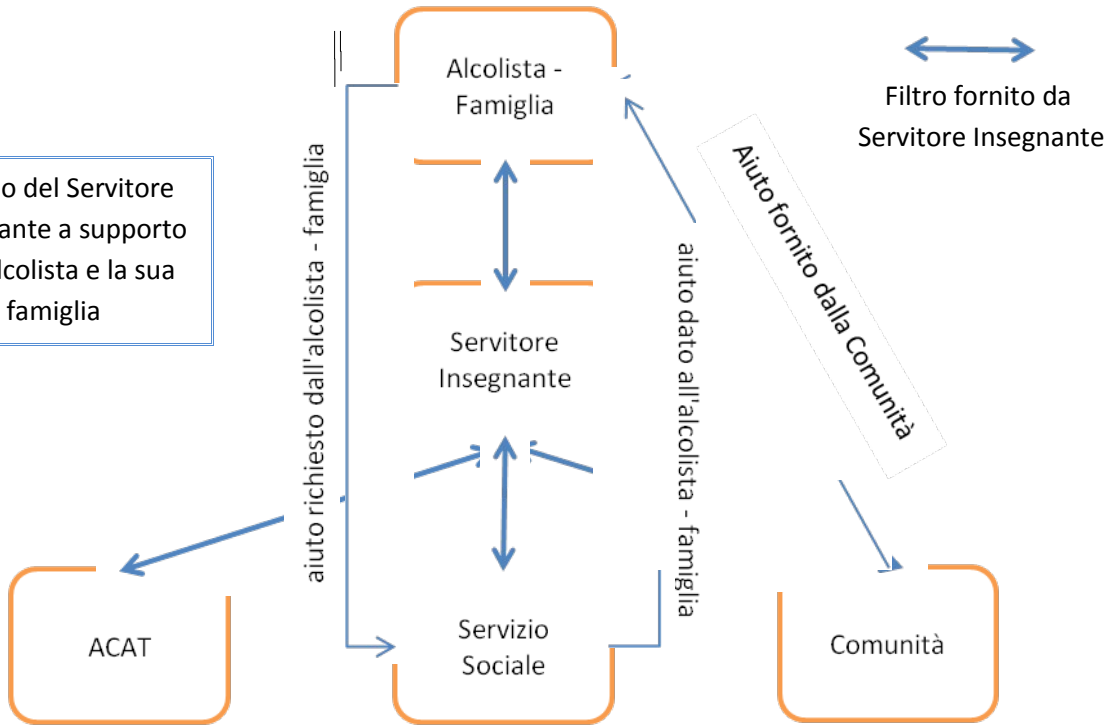 Alcolista -
Famiglia
Filtro fornito da
Servitore Insegnante
o del Servitore
ante a supporto
lcolista e la sua
famiglia
aiuto richiesto dall'alcolista - famiglia
Servitore
Insegnante
aiuto dato all'alcolista - famiglia
Aiuto fornito dalla Comunità
ACAT
Servizio
Sociale
Comunità